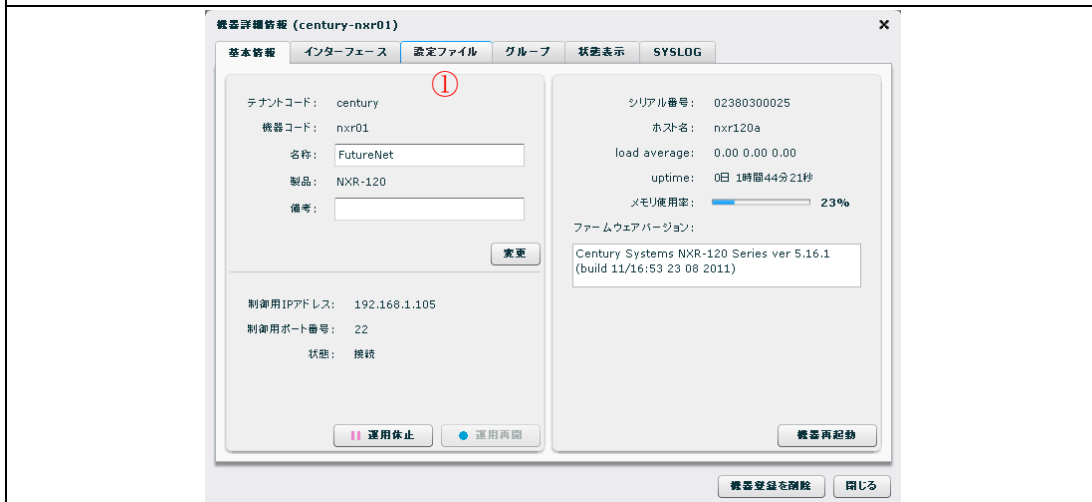 機器詳細情報 (century-nxr01)
基本情報 インターフェース 設定ファイル グループ 状態表示 SYSLOG
①
テナントコード: century
機器コード: nxr01
名称: FutureNet
製品: NXR-120
備考:
変更
制御用IPアドレス: 192.168.1.105
制御用ポート番号: 22
状態: 接続
運用休止 運用再開
シリアル番号: 02380300025
ホスト名: nxr120a
load average: 0.00 0.00 0.00
uptime: 0日 1時間44分21秒
メモリ使用率: 23%
ファームウェアバージョン:
Century Systems NXR-120 Series ver 5.16.1
(build 11/16:53 23 08 2011)
機器再起動
機器登録を削除 閉じる